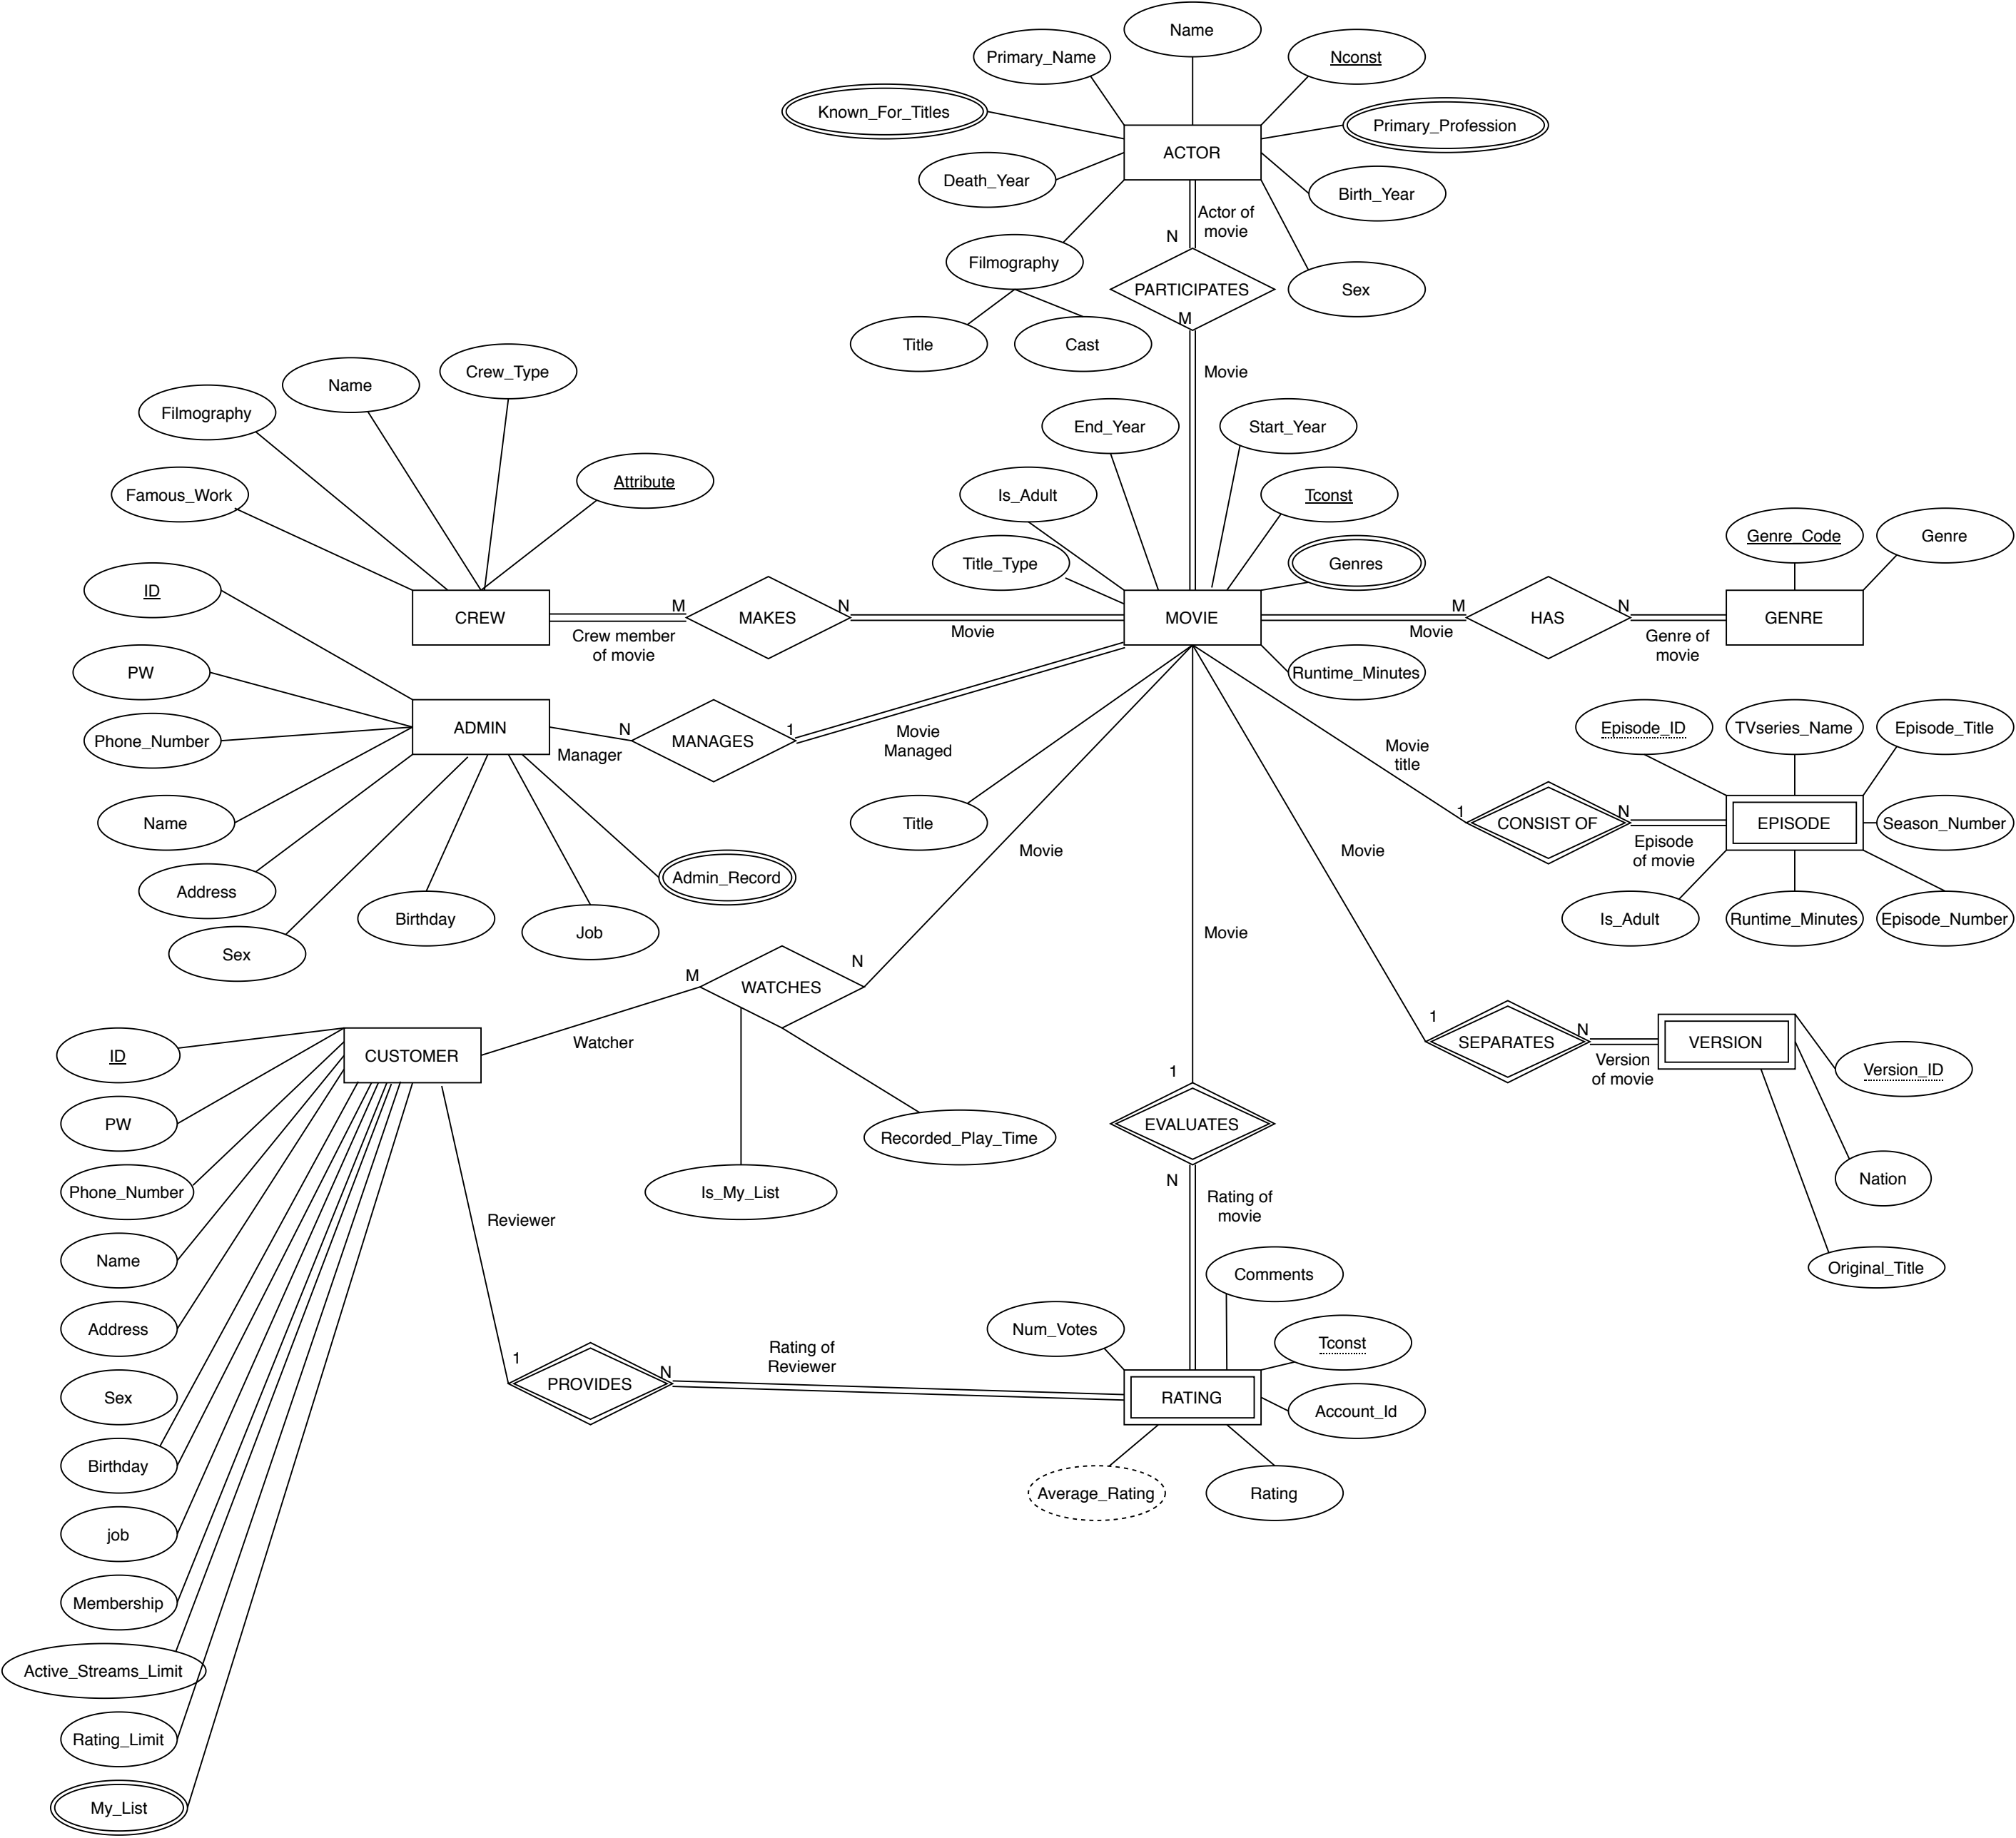 Name
Primary_Name
Nconst
Known_For_Titles
Primary_Profession
ACTOR
Death_Year
Birth_Year
Actor of
movie
N
Filmography
PARTICIPATES
Sex
M
Title
Cast
Movie
Crew_Type
Name
Filmography
End_Year
Start_Year
Attribute
Famous_Work
Is_Adult
Tconst
Genre_Code
Genre
Title_Type
Genres
ID
CREW
M
MAKES
N
MOVIE
M
HAS
N
GENRE
Crew member
of movie
Movie
Movie
Genre of
movie
PW
Runtime_Minutes
ADMIN
N
MANAGES
1
Phone_Number
Manager
Movie
Managed
Movie
title
Episode_ID
TVseries_Name
Episode_Title
Name
Title
1
CONSIST OF
N
EPISODE
Season_Number
Episode
of movie
Movie
Movie
Address
Admin_Record
Birthday
Job
Is_Adult
Runtime_Minutes
Episode_Number
Sex
Movie
M
WATCHES
N
1
SEPARATES
N
VERSION
Version
of movie
Version_ID
ID
CUSTOMER
Watcher
1
PW
EVALUATES
Recorded_Play_Time
Phone_Number
Is_My_List
N
Nation
Rating of
movie
Reviewer
Name
Original_Title
Comments
Address
Num_Votes
Tconst
Rating of
Reviewer
1
PROVIDES
N
Sex
RATING
Account_Id
Birthday
Average_Rating
Rating
job
Membership
Active_Streams_Limit
Rating_Limit
My_List